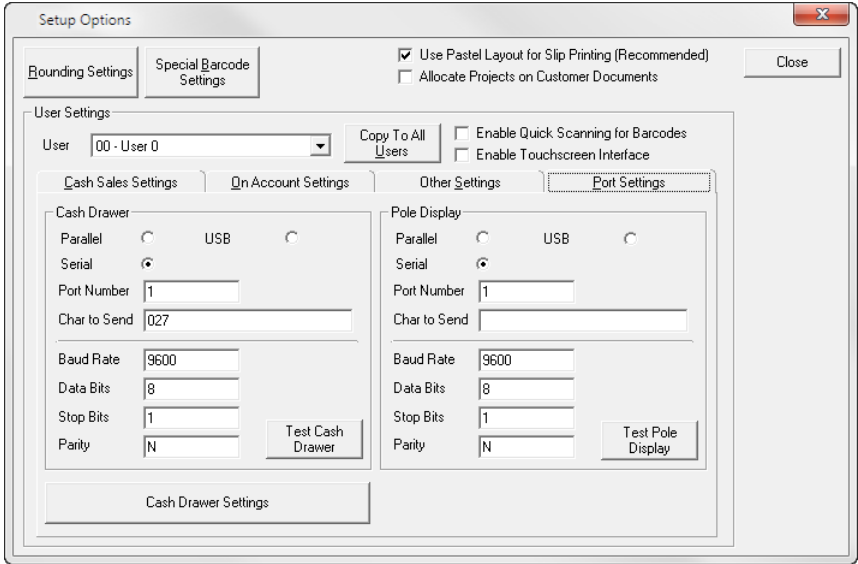 Setup Options
X
Rounding Settings
Special Barcode
Settings
Use Pastel Layout for Slip Printing (Recommended)
Allocate Projects on Customer Documents
Close
User Settings
User
00 - User 0
Copy To All
Users
Enable Quick Scanning for Barcodes
Enable Touchscreen Interface
Cash Sales Settings
On Account Settings
Other Settings
Port Settings
Cash Drawer
Parallel
USB
Serial
Port Number 1
Char to Send 027
Baud Rate 9600
Data Bits 8
Stop Bits 1
Parity N
Test Cash
Drawer
Pole Display
Parallel
USB
Serial
Port Number 1
Char to Send
Baud Rate 9600
Data Bits 8
Stop Bits 1
Parity N
Test Pole
Display
Cash Drawer Settings